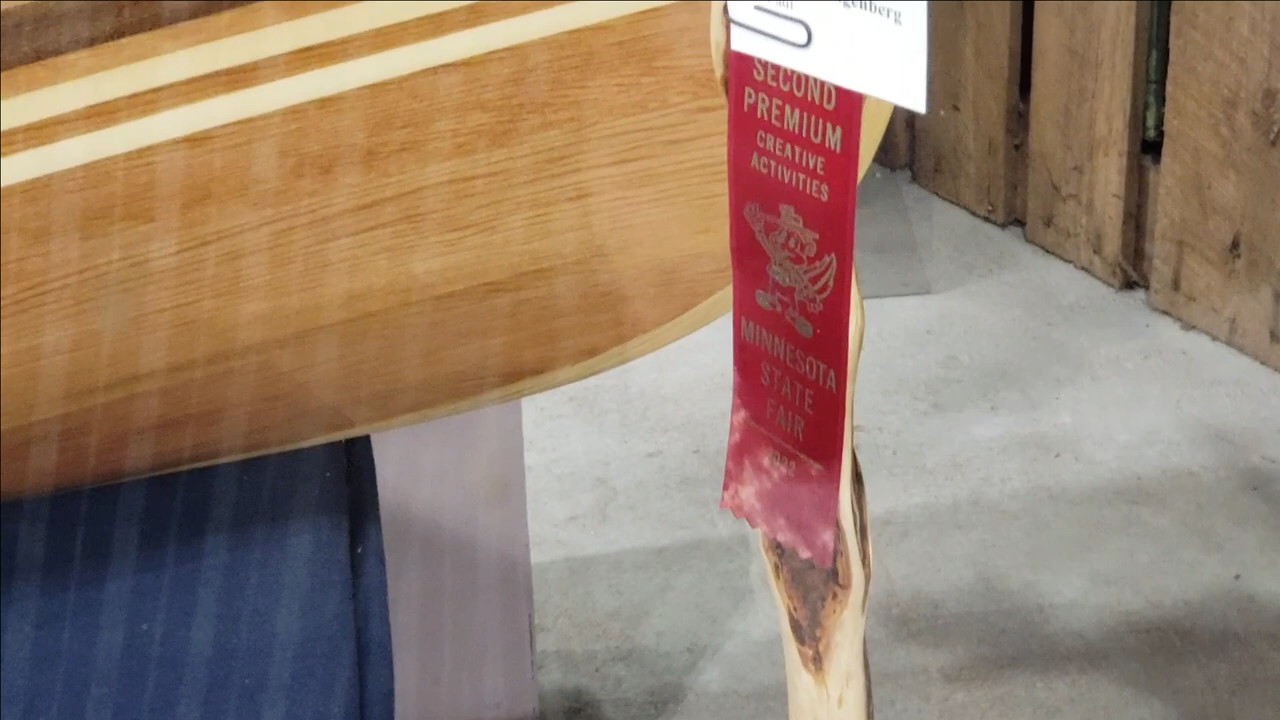 SECOND
PREMIUM
CREATIVE
ACTIVITIES
MINNESOTA
STATE
FAIR